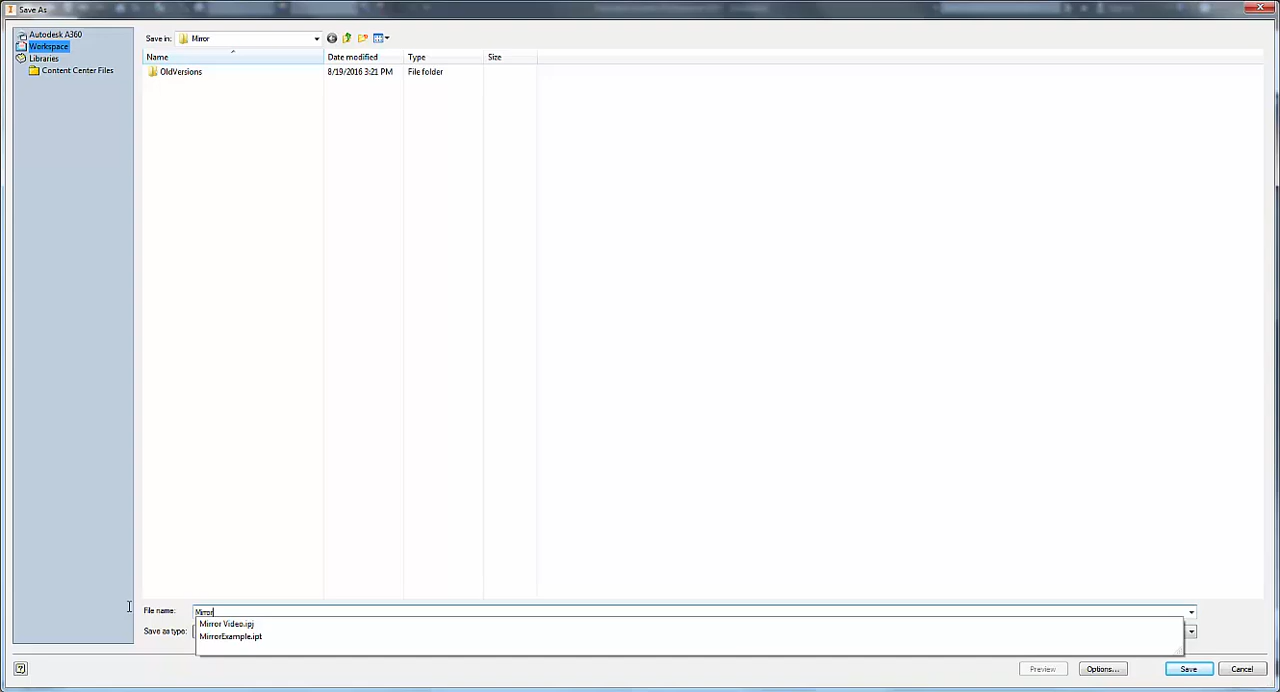 Save As
Autodesk A360
Workspace
Libraries
Content Center Files
Save in: Mirror
Name Date modified Type Size
OldVersions 8/19/2016 3:21 PM File folder
File name: Mirror
Mirror Video.ipj
MirrorExample.ipt
Save as type:
Preview Options... Save Cancel